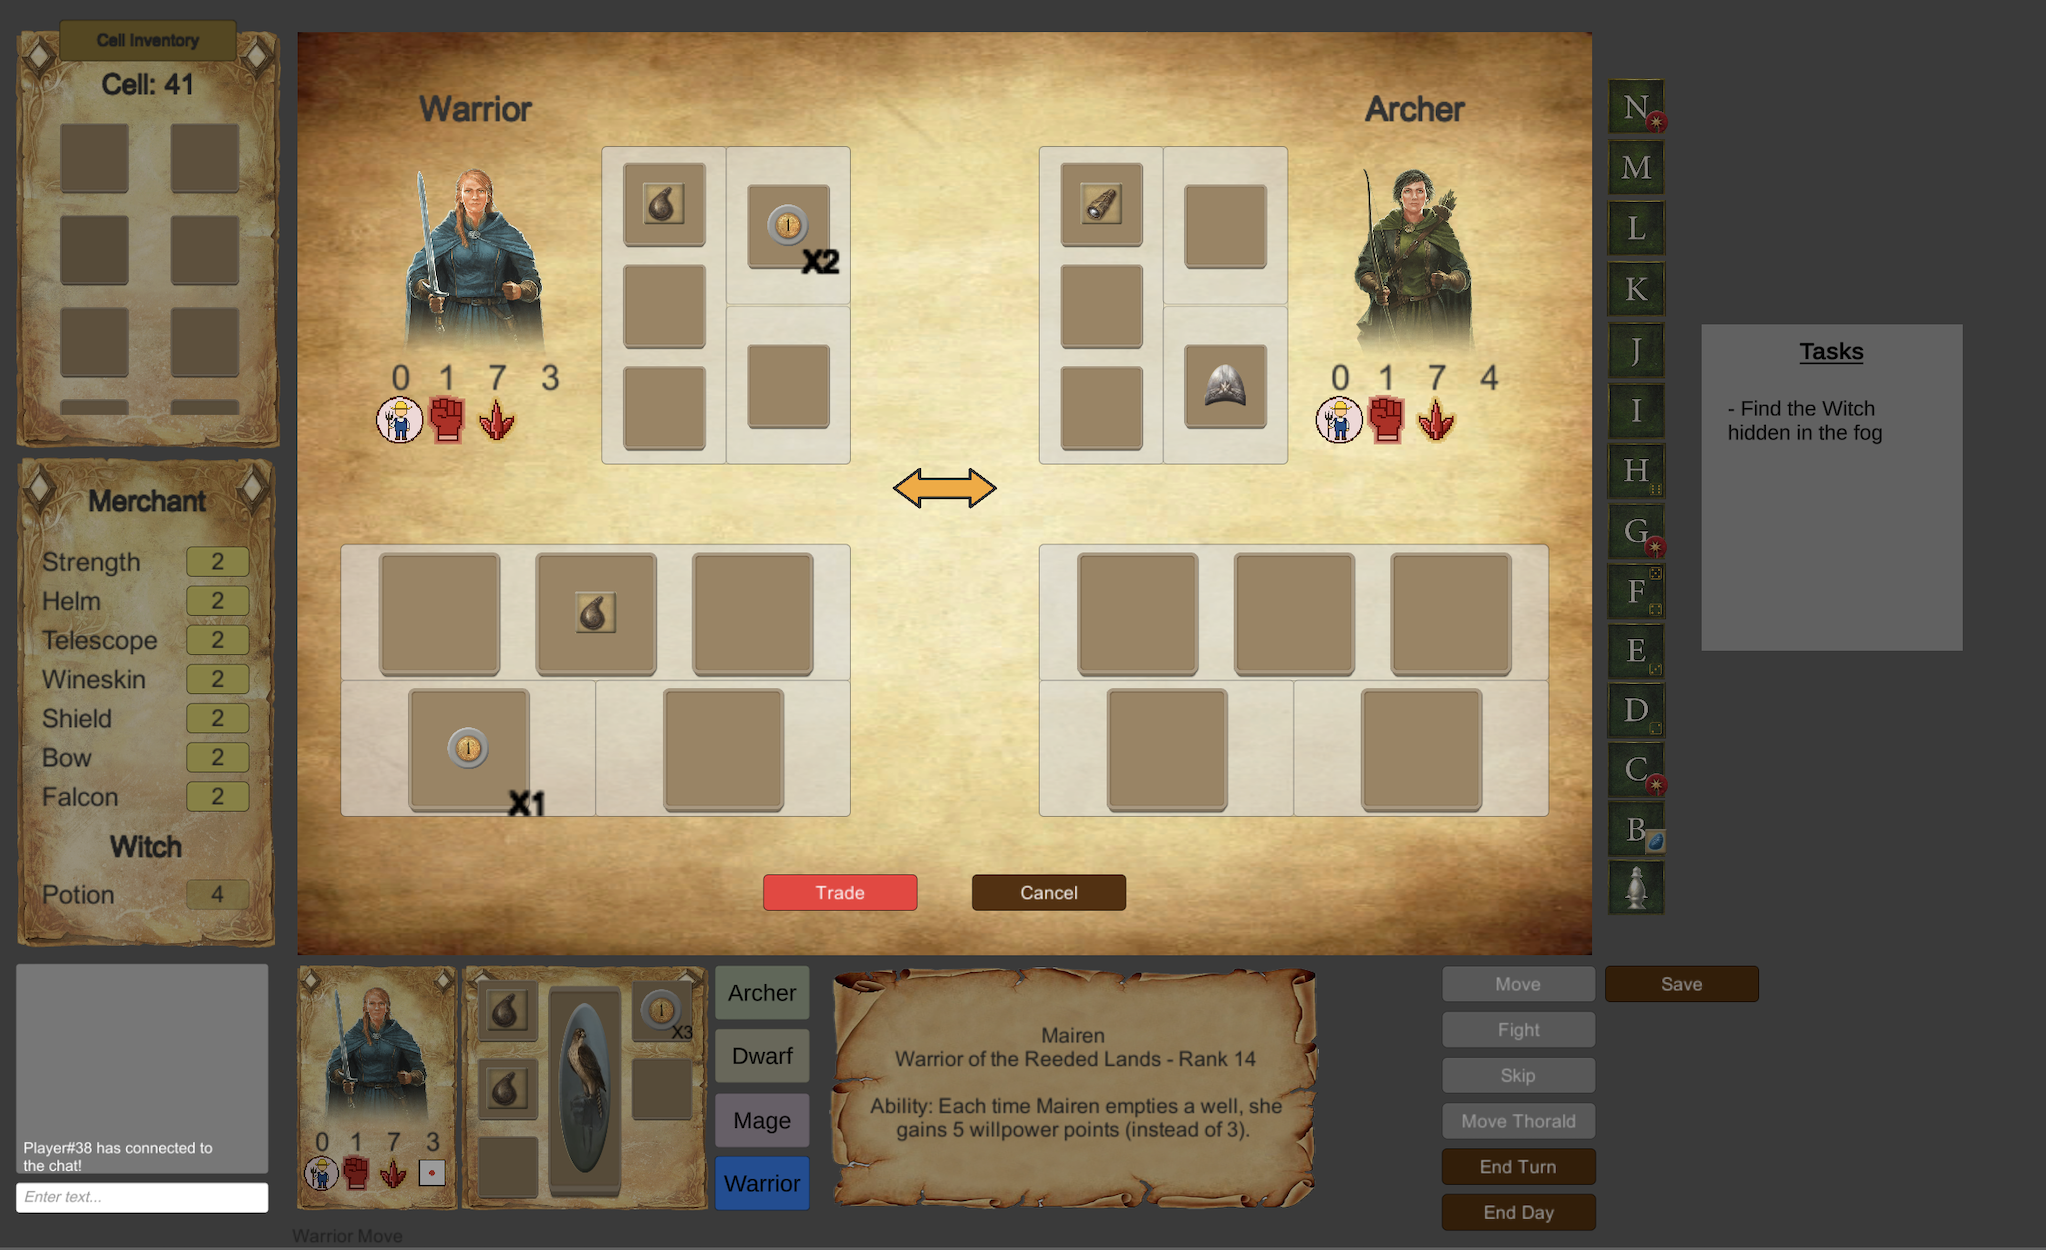 Cell Inventory
Cell: 41
Merchant
Strength 2
Helm 2
Telescope 2
Wineskin 2
Shield 2
Bow 2
Falcon 2
Witch
Potion 4
Player#38 has connected to
the chat!
Enter text...
Warrior
1
X2
0 1 7 3
Archer
0 1 7 4
1
X1
Trade
Cancel
N
M
L
K
J
I
H
G
F
E
D
C
B
Tasks
- Find the Witch
hidden in the fog
0 1 7 3
1
X3
Archer
Dwarf
Mage
Warrior
Mairen
Warrior of the Reeded Lands - Rank 14
Ability: Each time Mairen empties a well, she
gains 5 willpower points (instead of 3).
Move
Fight
Skip
Move Thorald
End Turn
End Day
Save
Warrior Move